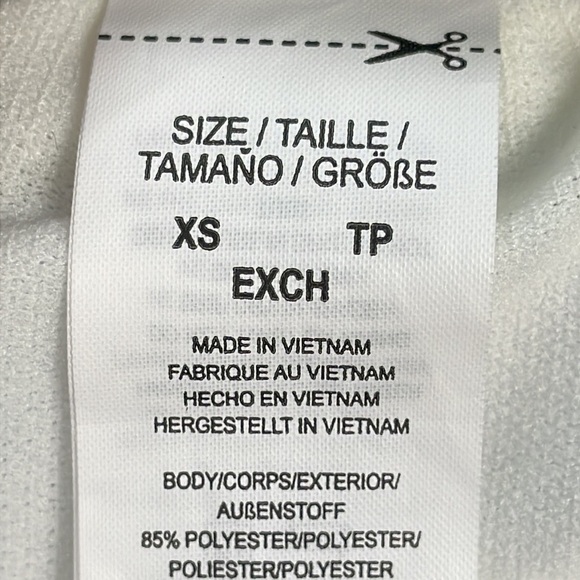 SIZE / TAILLE /
TAMAÑO / GRÖßE
XS TP
EXCH
MADE IN VIETNAM
FABRIQUE AU VIETNAM
HECHO EN VIETNAM
HERGESTELLT IN VIETNAM
BODY/CORPS/EXTERIOR/
AUßENSTOFF
85% POLYESTER/POLYESTER/
POLIESTER/POLYESTER